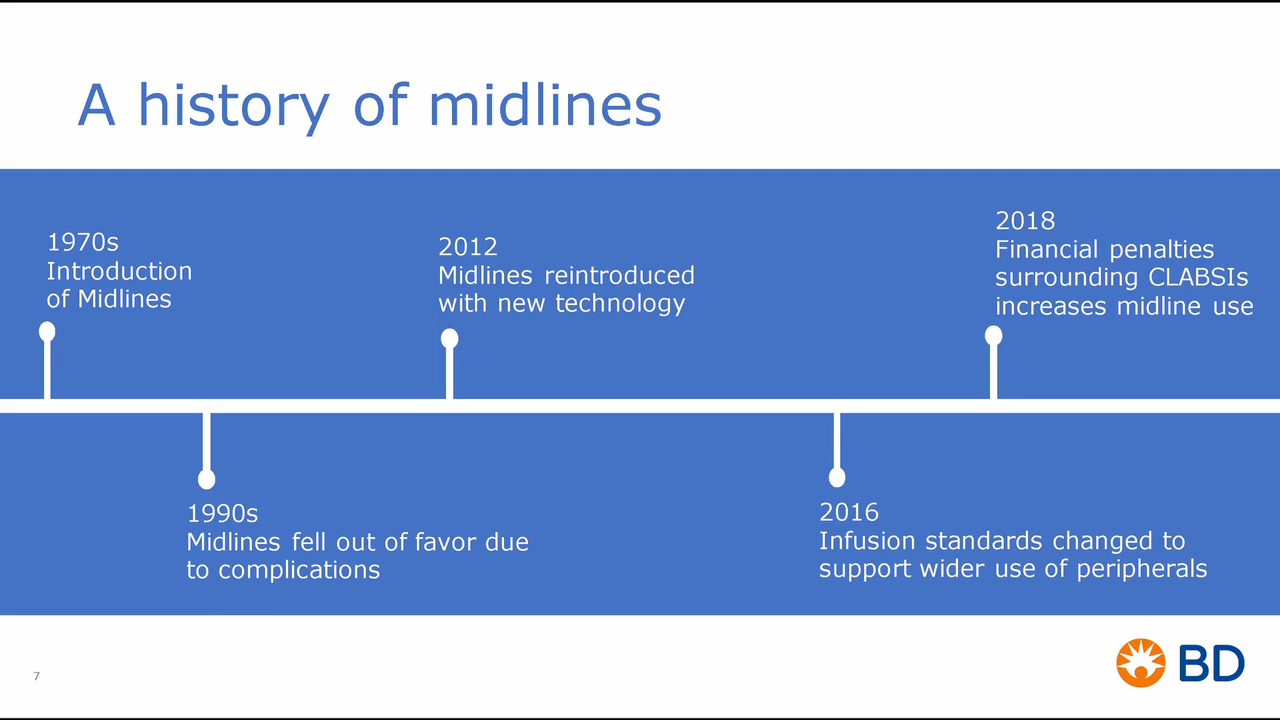 A history of midlines
1970s
Introduction
of Midlines
1990s
Midlines fell out of favor due
to complications
2012
Midlines reintroduced
with new technology
2016
Infusion standards changed to
support wider use of peripherals
2018
Financial penalties
surrounding CLABSIs
increases midline use
7
BD